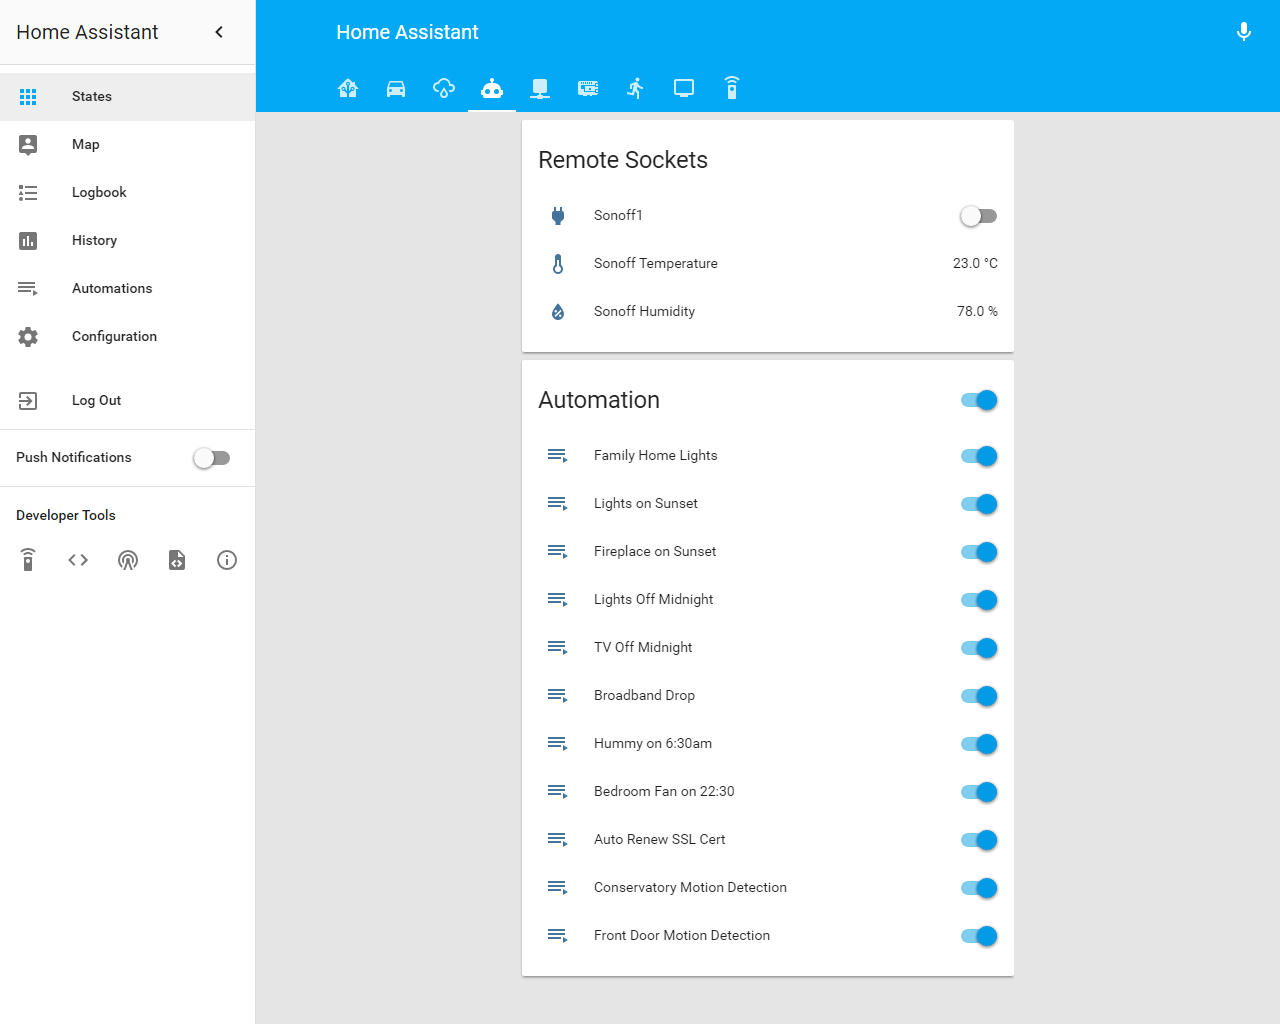 Home Assistant
States
Map
Logbook
History
Automations
Configuration
Log Out
Push Notifications
Developer Tools
Home Assistant
Remote Sockets
Sonoff1
Sonoff Temperature 23.0 °C
Sonoff Humidity 78.0 %
Automation
Family Home Lights
Lights on Sunset
Fireplace on Sunset
Lights Off Midnight
TV Off Midnight
Broadband Drop
Hummy on 6:30am
Bedroom Fan on 22:30
Auto Renew SSL Cert
Conservatory Motion Detection
Front Door Motion Detection